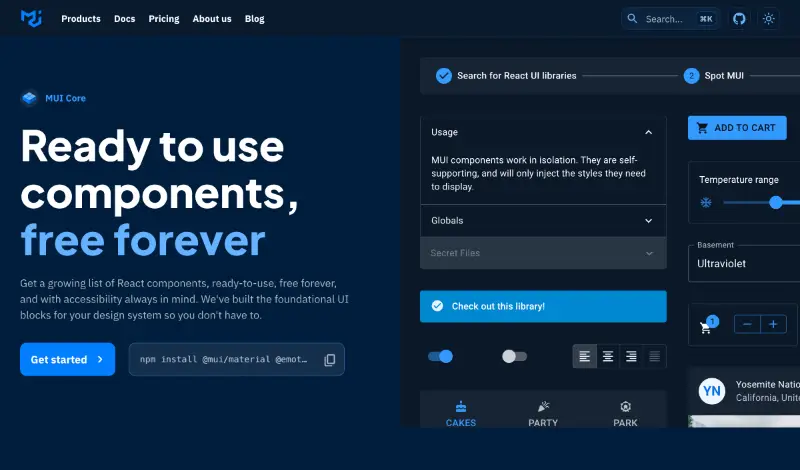 Products Docs Pricing About us Blog
Search... ⌘K
MUI Core
Ready to use
components,
free forever
Get a growing list of React components, ready-to-use, free forever,
and with accessibility always in mind. We've built the foundational UI
blocks for your design system so you don't have to.
Get started
npm install @mui/material @emot…
Search for React UI libraries
2 Spot MUI
Usage
MUI components work in isolation. They are self-
supporting, and will only inject the styles they need
to display.
Globals
Secret Files
Check out this library!
CAKES PARTY PARK
ADD TO CART
Temperature range
Basement
Ultraviolet
1
YN
Yosemite Natio
California, Unite